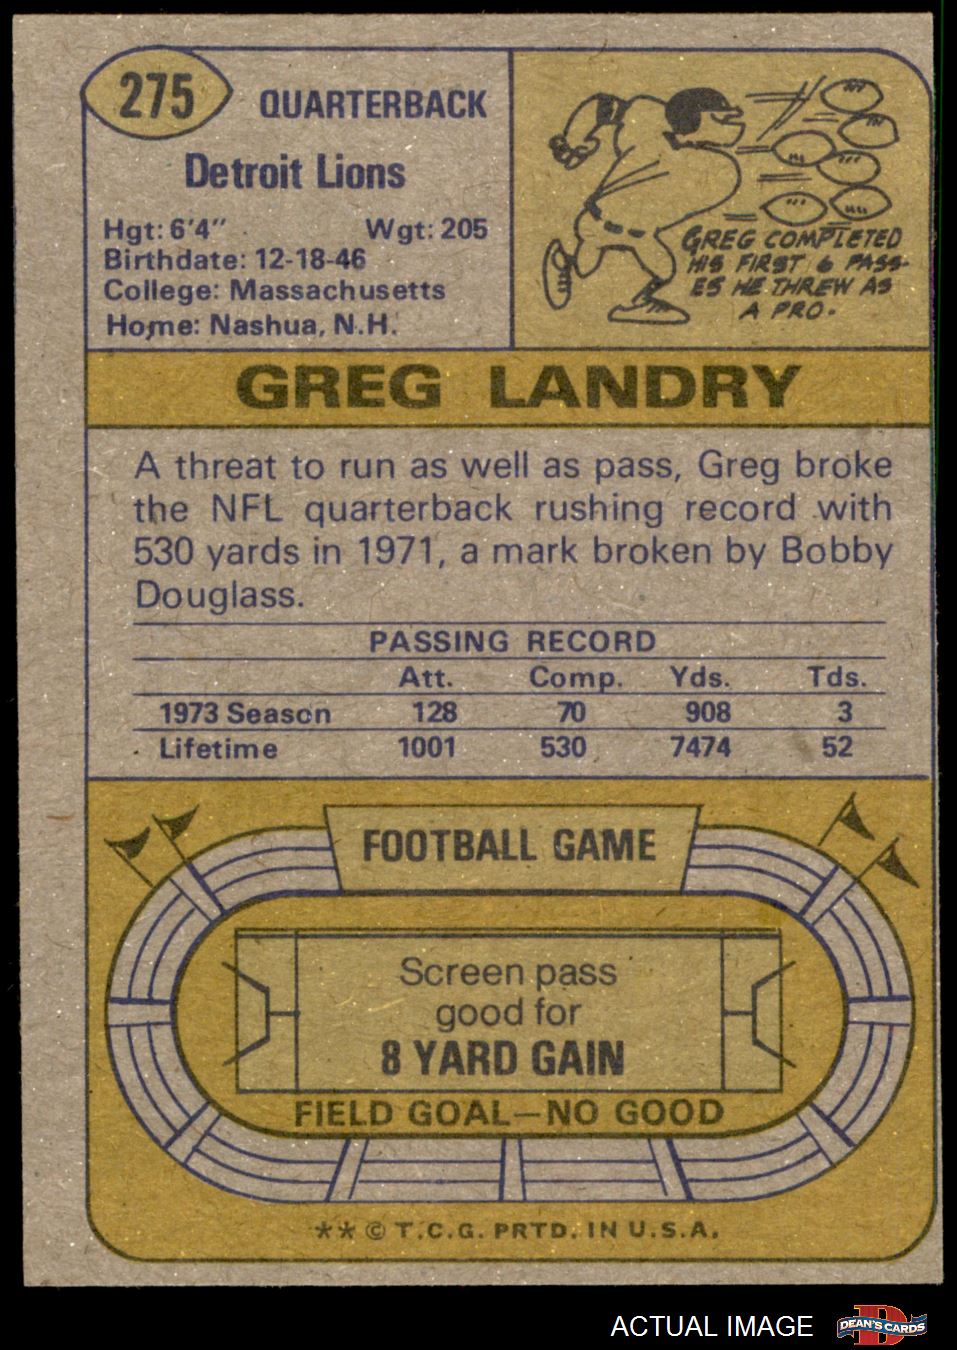 275
QUARTERBACK
Detroit Lions
Hgt: 6'4" Wgt: 205
Birthdate: 12-18-46
College: Massachusetts
Home: Nashua, N.H.
GREG COMPLETED
HIS FIRST 6 PASS-
ES HE THREW AS
A PRO.
GREG LANDRY
A threat to run as well as pass, Greg broke
the NFL quarterback rushing record with
530 yards in 1971, a mark broken by Bobby
Douglass.
PASSING RECORD
Att. Comp. Yds. Tds.
1973 Season 128 70 908 3
Lifetime 1001 530 7474 52
FOOTBALL GAME
Screen pass
good for
8 YARD GAIN
FIELD GOAL—NO GOOD
** © T.C.G. PRTD. IN U.S.A.
ACTUAL IMAGE
D
DEAN'S CARDS